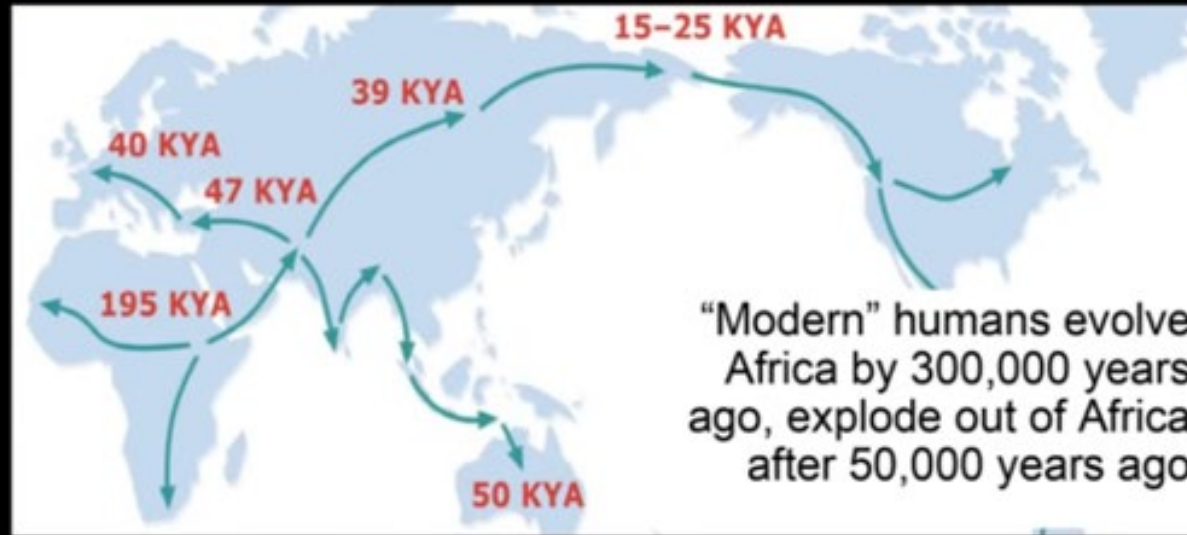 15–25 KYA
39 KYA
40 KYA
47 KYA
195 KYA
50 KYA
“Modern” humans evolve
Africa by 300,000 years
ago, explode out of Africa
after 50,000 years ago